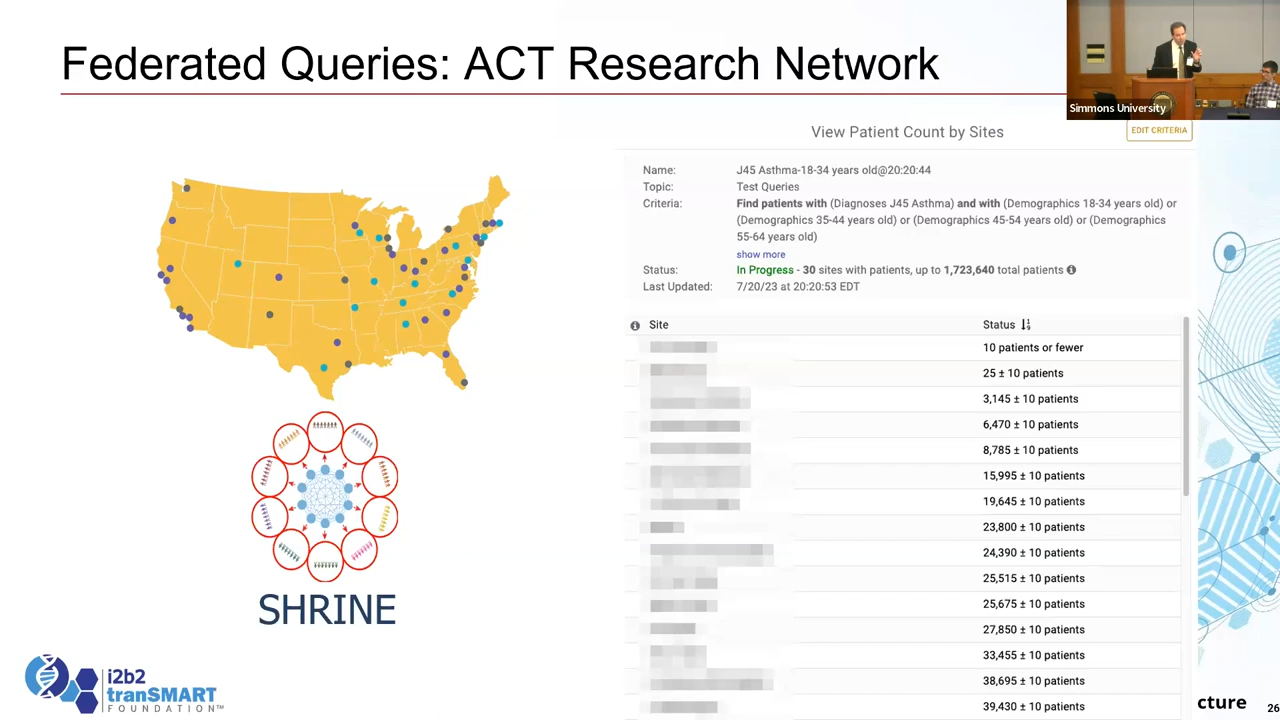 Federated Queries: ACT Research Network
Simmons University
View Patient Count by Sites
EDIT CRITERIA
Name: J45 Asthma-18-34 years old@20:20:44
Topic: Test Queries
Criteria: Find patients with (Diagnoses J45 Asthma) and with (Demographics 18-34 years old) or
(Demographics 35-44 years old) or (Demographics 45-54 years old) or (Demographics
55-64 years old)
show more
Status: In Progress - 30 sites with patients, up to 1,723,640 total patients
Last Updated: 7/20/23 at 20:20:53 EDT
Site Status
10 patients or fewer
25 ± 10 patients
3,145 ± 10 patients
6,470 ± 10 patients
8,785 ± 10 patients
15,995 ± 10 patients
19,645 ± 10 patients
23,800 ± 10 patients
24,390 ± 10 patients
25,515 ± 10 patients
25,675 ± 10 patients
27,850 ± 10 patients
33,455 ± 10 patients
38,695 ± 10 patients
39,430 ± 10 patients
SHRINE
i2b2
tranSMART
FOUNDATION™
cture
26